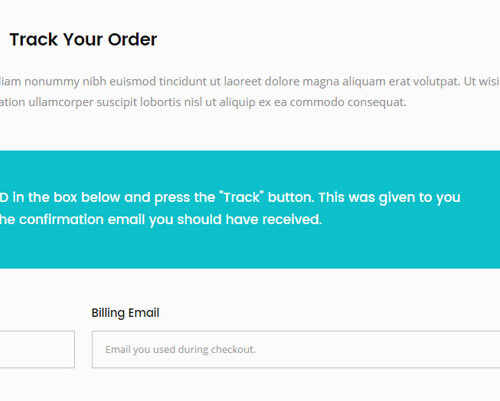 Track Your Order
diam nonummy nibh euismod tincidunt ut laoreet dolore magna aliquam erat volutpat. Ut wisi
ation ullamcorper suscipit lobortis nisl ut aliquip ex ea commodo consequat.
D in the box below and press the "Track" button. This was given to you
he confirmation email you should have received.
Billing Email
Email you used during checkout.